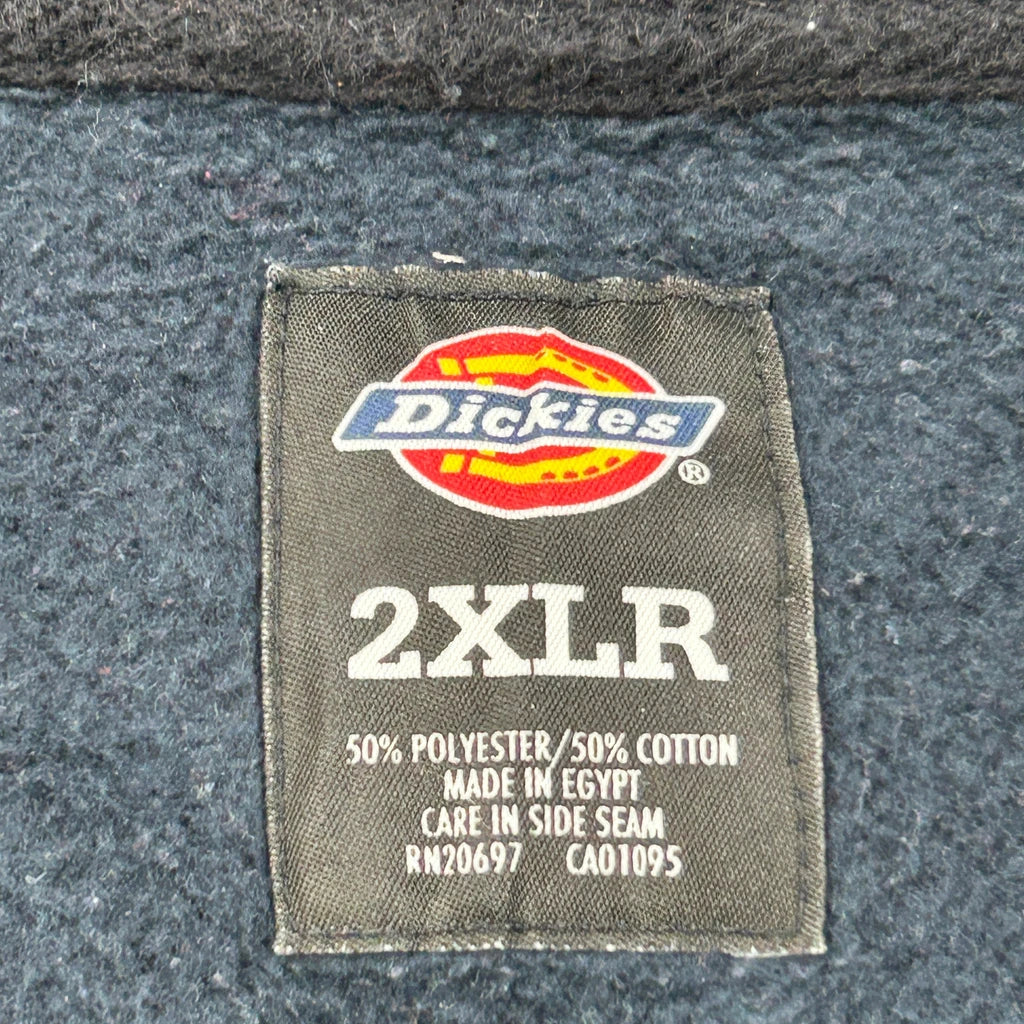 Dickies
®
2XLR
50% POLYESTER/50% COTTON
MADE IN EGYPT
CARE IN SIDE SEAM
RN20697 CA01095